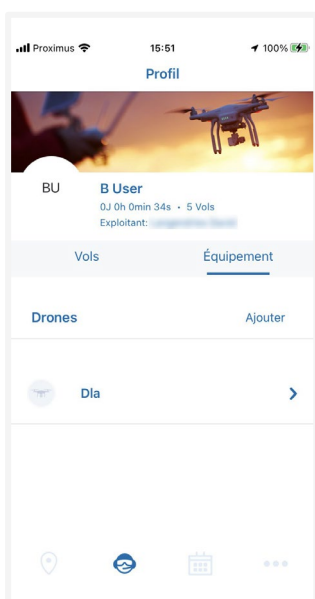 Proximus 15:51 100%
Profil
BU
B User
0J 0h 0min 34s • 5 Vols
Exploitant:
Vols Équipement
Drones Ajouter
Dla